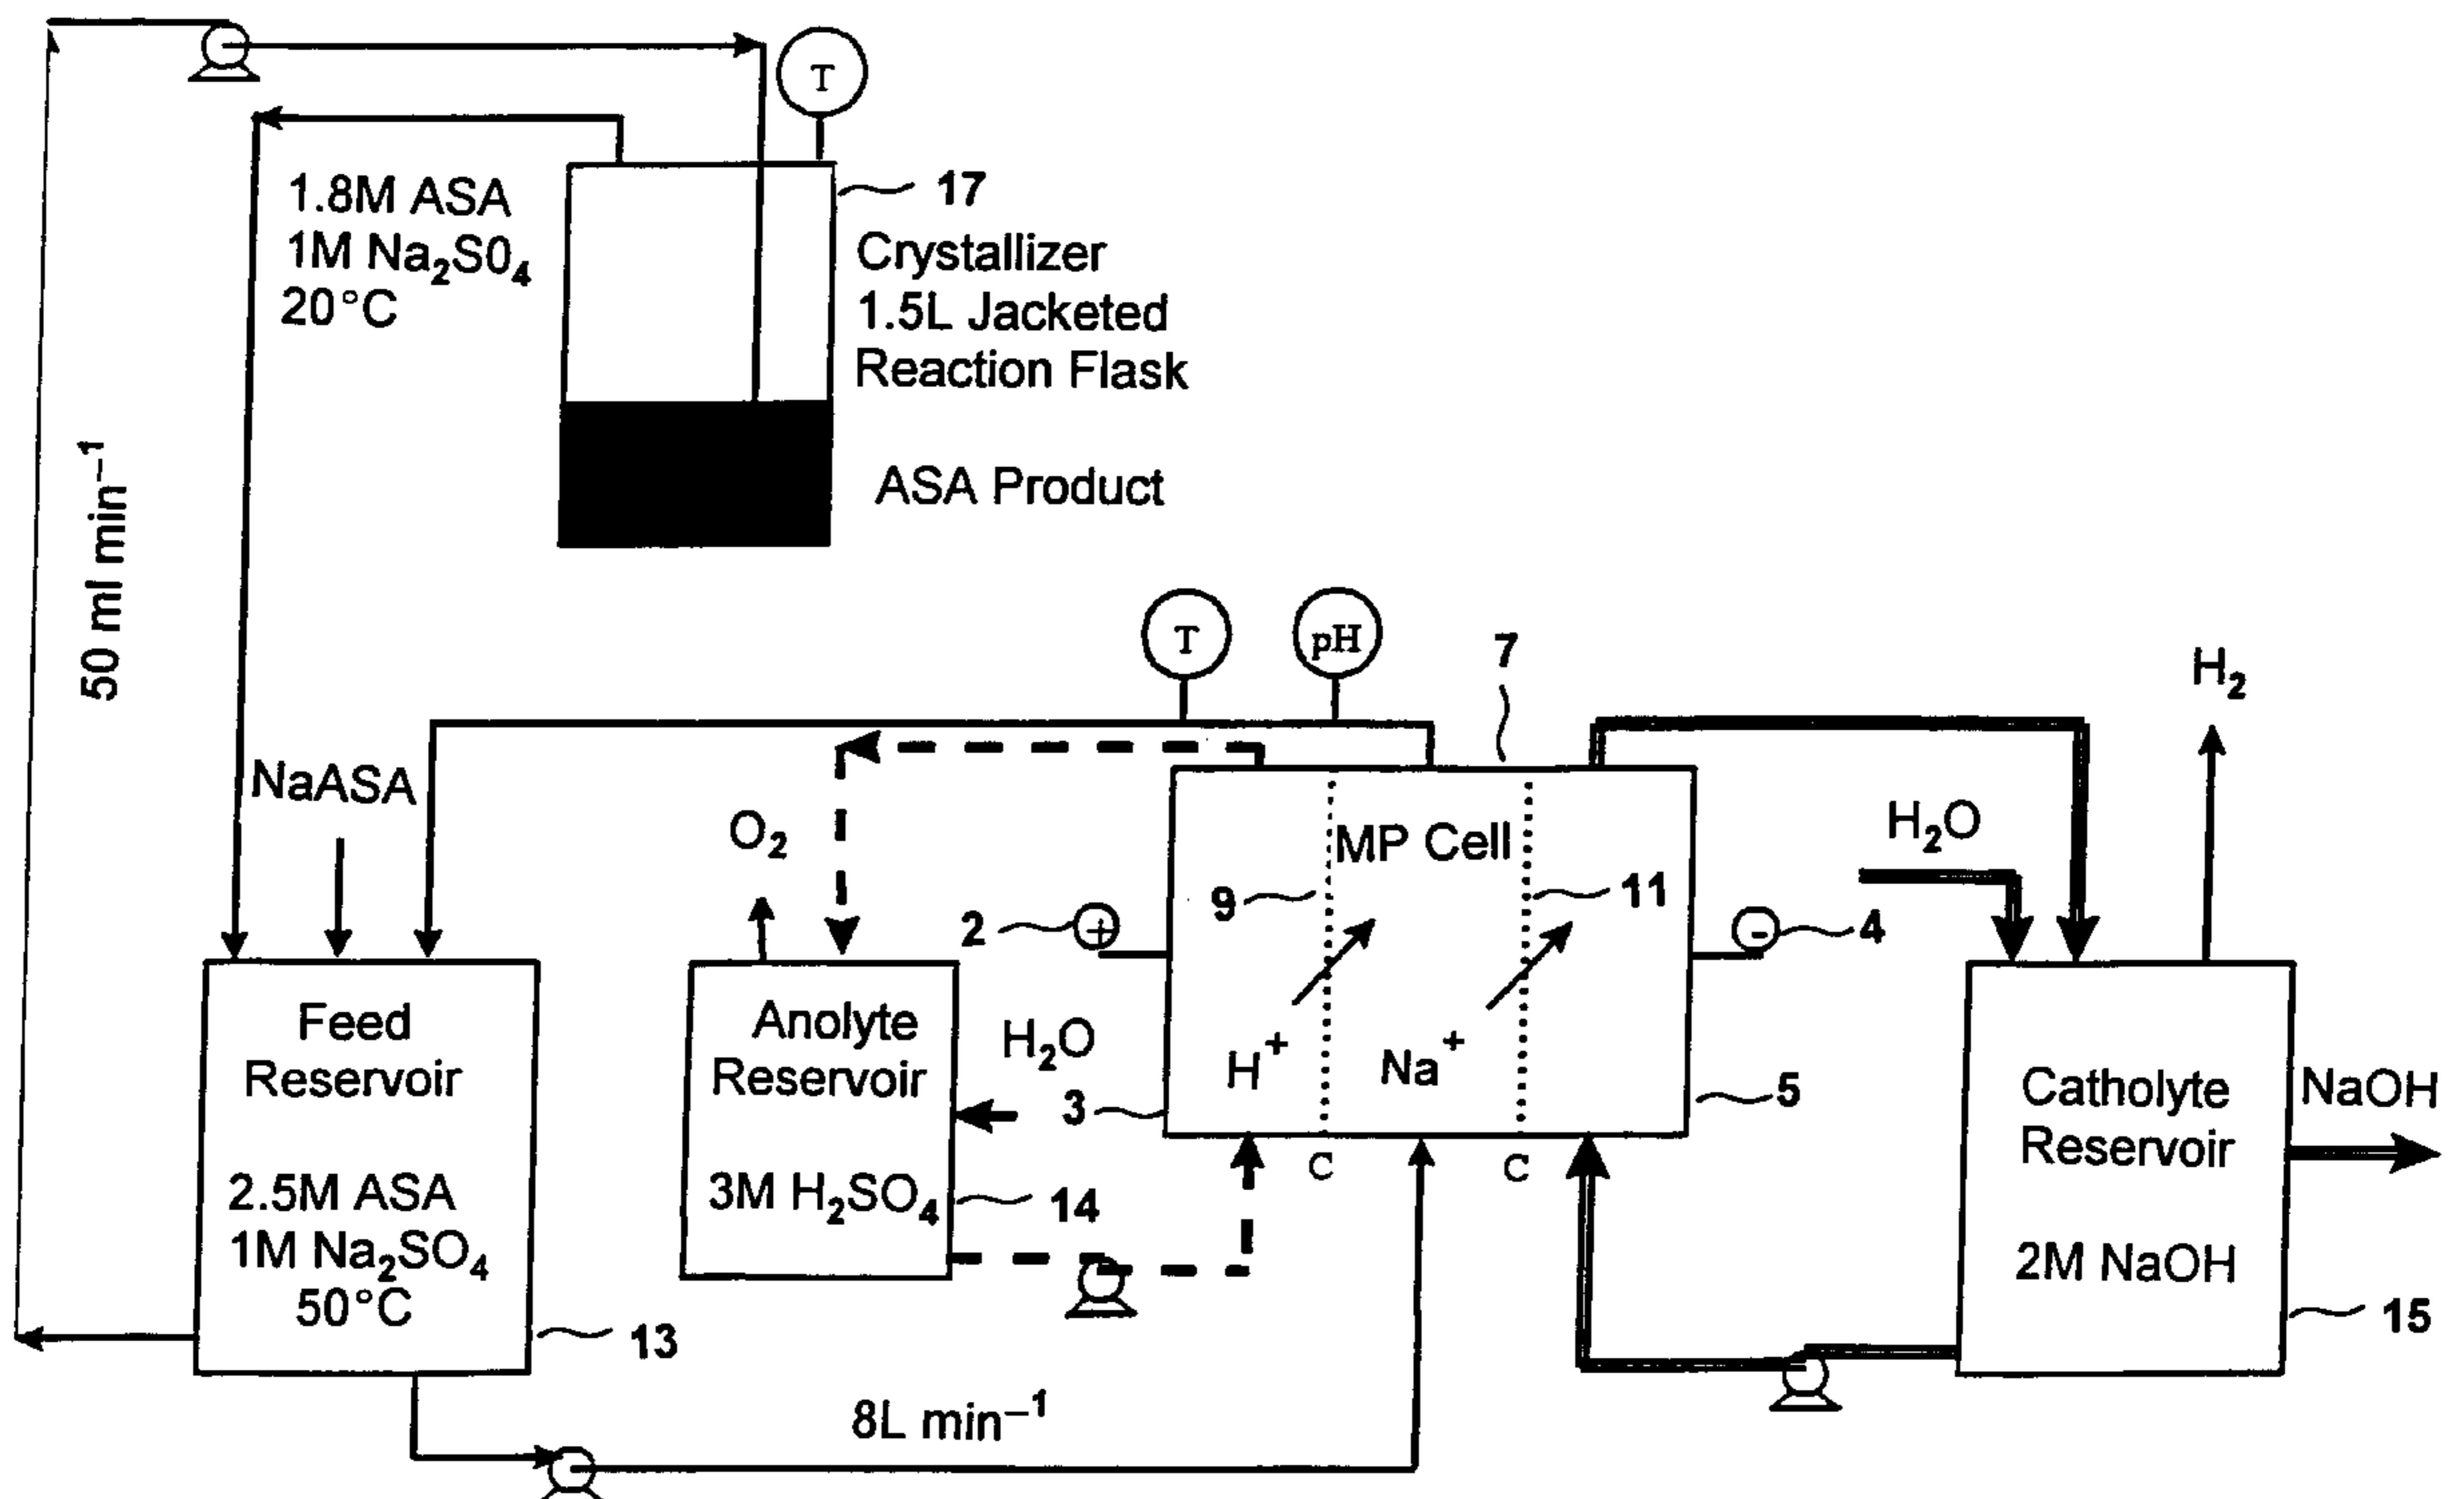 T
17
1.8M ASA
1M Na₂S0₄
20°C
Crystallizer
1.5L Jacketed
Reaction Flask
ASA Product
50 ml min⁻¹
T
pH
7
H₂
NaASA
O₂
MP Cell
H₂O
9
11
2
+
-
4
Feed
Reservoir
2.5M ASA
1M Na₂SO₄
50°C
13
Anolyte
Reservoir
3M H₂SO₄
14
H₂O
3
H⁺
Na⁺
5
C
C
Catholyte
Reservoir
2M NaOH
NaOH
15
8L min⁻¹